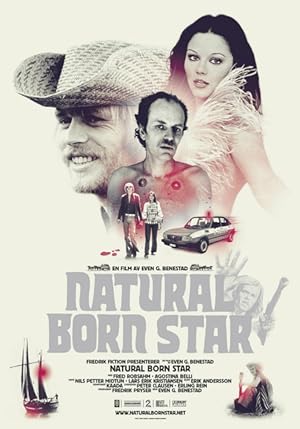 EN FILM AV EVEN G. BENESTAD
NATURAL
BORN STAR
FREDRIK FICTION PRESENTERER
EVEN G. BENESTAD
NATURAL BORN STAR
FRED ROBSAHM - AGOSTINA BELLI
NILS PETTER MIDTUN
LARS ERIK KRISTIANSEN
ERIK ANDERSSON
KAADA
PETER CLAUSEN - ERLING REIN
FREDRIK PRYSER
EVEN G. BENESTAD
WWW.NATURALBORNSTAR.NET